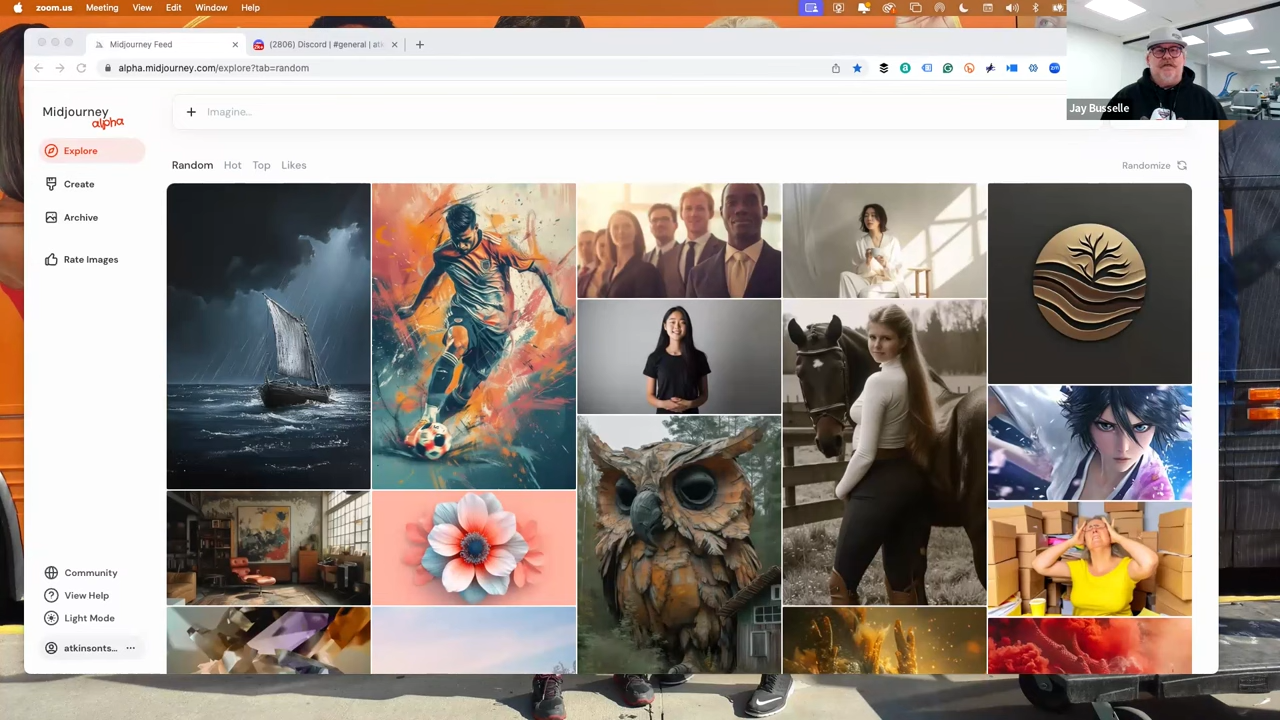 zoom.us Meeting View Edit Window Help
Midjourney Feed
(2806) Discord | #general | atk
alpha.midjourney.com/explore?tab=random
Jay Busselle
Midjourney
alpha
Imagine...
Explore
Random Hot Top Likes
Randomize
Create
Archive
Rate Images
Community
View Help
Light Mode
atkinsonts...